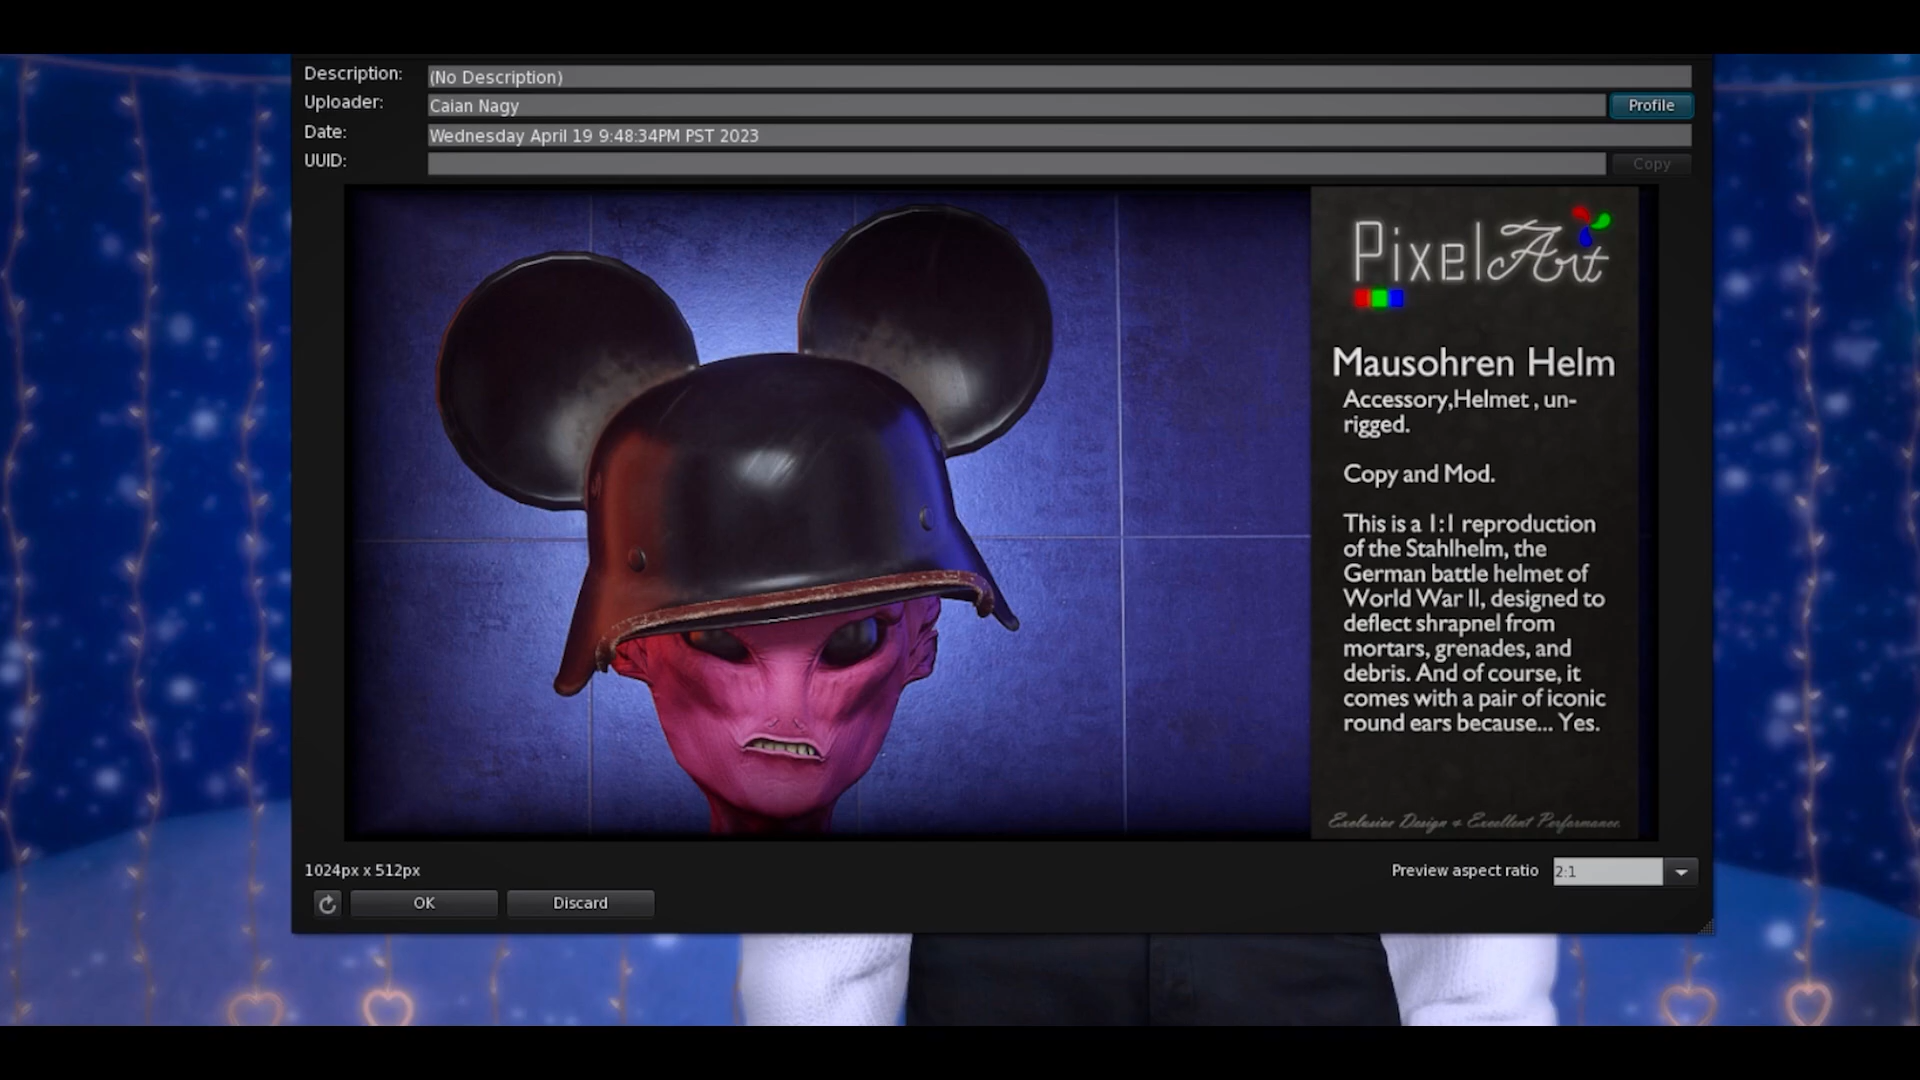 Description: (No Description)
Uploader: Caian Nagy Profile
Date: Wednesday April 19 9:48:34PM PST 2023
UUID: Copy
PixelArt
Mausohren Helm
Accessory,Helmet , un-
rigged.
Copy and Mod.
This is a 1:1 reproduction
of the Stahlhelm, the
German battle helmet of
World War II, designed to
deflect shrapnel from
mortars, grenades, and
debris. And of course, it
comes with a pair of iconic
round ears because... Yes.
Exclusive Design & Excellent Performance.
1024px x 512px
Preview aspect ratio 2:1
OK Discard